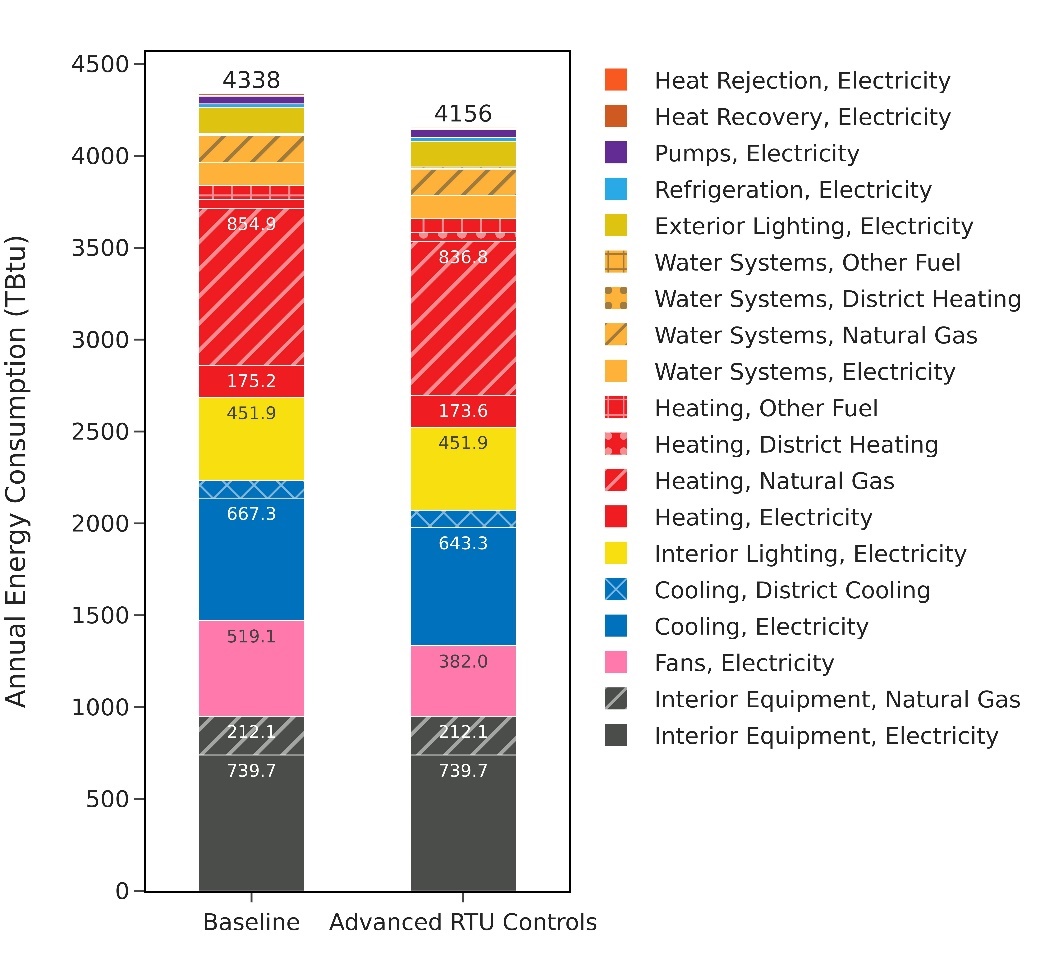 Annual Energy Consumption (TBtu)
4500
4000
3500
3000
2500
2000
1500
1000
500
0
4338
854.9
175.2
451.9
667.3
519.1
212.1
739.7
Baseline
4156
836.8
173.6
451.9
643.3
382.0
212.1
739.7
Advanced RTU Controls
Heat Rejection, Electricity
Heat Recovery, Electricity
Pumps, Electricity
Refrigeration, Electricity
Exterior Lighting, Electricity
Water Systems, Other Fuel
Water Systems, District Heating
Water Systems, Natural Gas
Water Systems, Electricity
Heating, Other Fuel
Heating, District Heating
Heating, Natural Gas
Heating, Electricity
Interior Lighting, Electricity
Cooling, District Cooling
Cooling, Electricity
Fans, Electricity
Interior Equipment, Natural Gas
Interior Equipment, Electricity